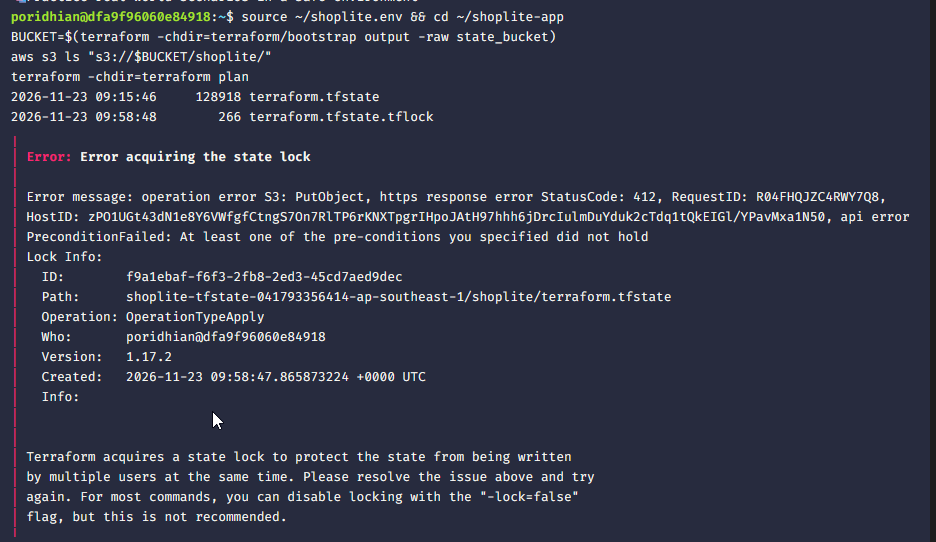 poridhian@dfa9f96060e84918:~$ source ~/shoplite.env && cd ~/shoplite-app
BUCKET=$(terraform -chdir=terraform/bootstrap output -raw state_bucket)
aws s3 ls "s3://$BUCKET/shoplite/"
terraform -chdir=terraform plan
2026-11-23 09:15:46     128918 terraform.tfstate
2026-11-23 09:58:48        266 terraform.tfstate.tflock
Error: Error acquiring the state lock
Error message: operation error S3: PutObject, https response error StatusCode: 412, RequestID: R04FHQJZC4RWY7Q8,
HostID: zPO1UGt43dN1e8Y6VWfgfCtngS7On7RlTP6rKNXTpgrIHpoJAtH97hhh6jDrcIulmDuYduk2cTdq1tQkEIGl/YPavMxa1N50, api error
PreconditionFailed: At least one of the pre-conditions you specified did not hold
Lock Info:
  ID:        f9a1ebaf-f6f3-2fb8-2ed3-45cd7aed9dec
  Path:      shoplite-tfstate-041793356414-ap-southeast-1/shoplite/terraform.tfstate
  Operation: OperationTypeApply
  Who:       poridhian@dfa9f96060e84918
  Version:   1.17.2
  Created:   2026-11-23 09:58:47.865873224 +0000 UTC
  Info:
Terraform acquires a state lock to protect the state from being written
by multiple users at the same time. Please resolve the issue above and try
again. For most commands, you can disable locking with the "-lock=false"
flag, but this is not recommended.